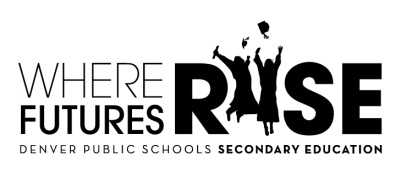 WHERE
FUTURES
RISE
DENVER PUBLIC SCHOOLS SECONDARY EDUCATION